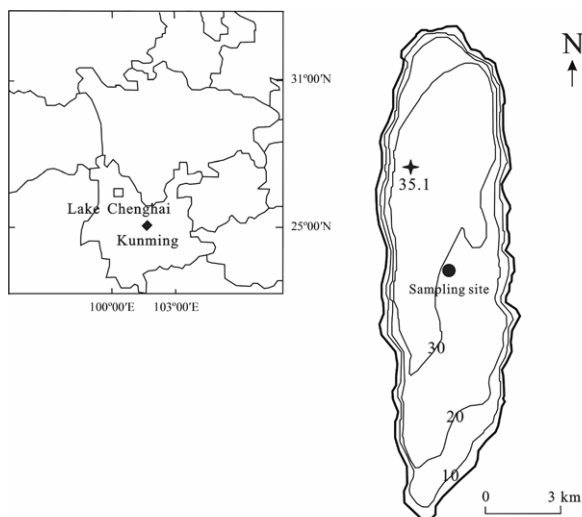 31°00′N
Lake Chenghai
25°00′N
Kunming
100°00′E
103°00′E
N
35.1
Sampling site
30
20
10
0
3 km